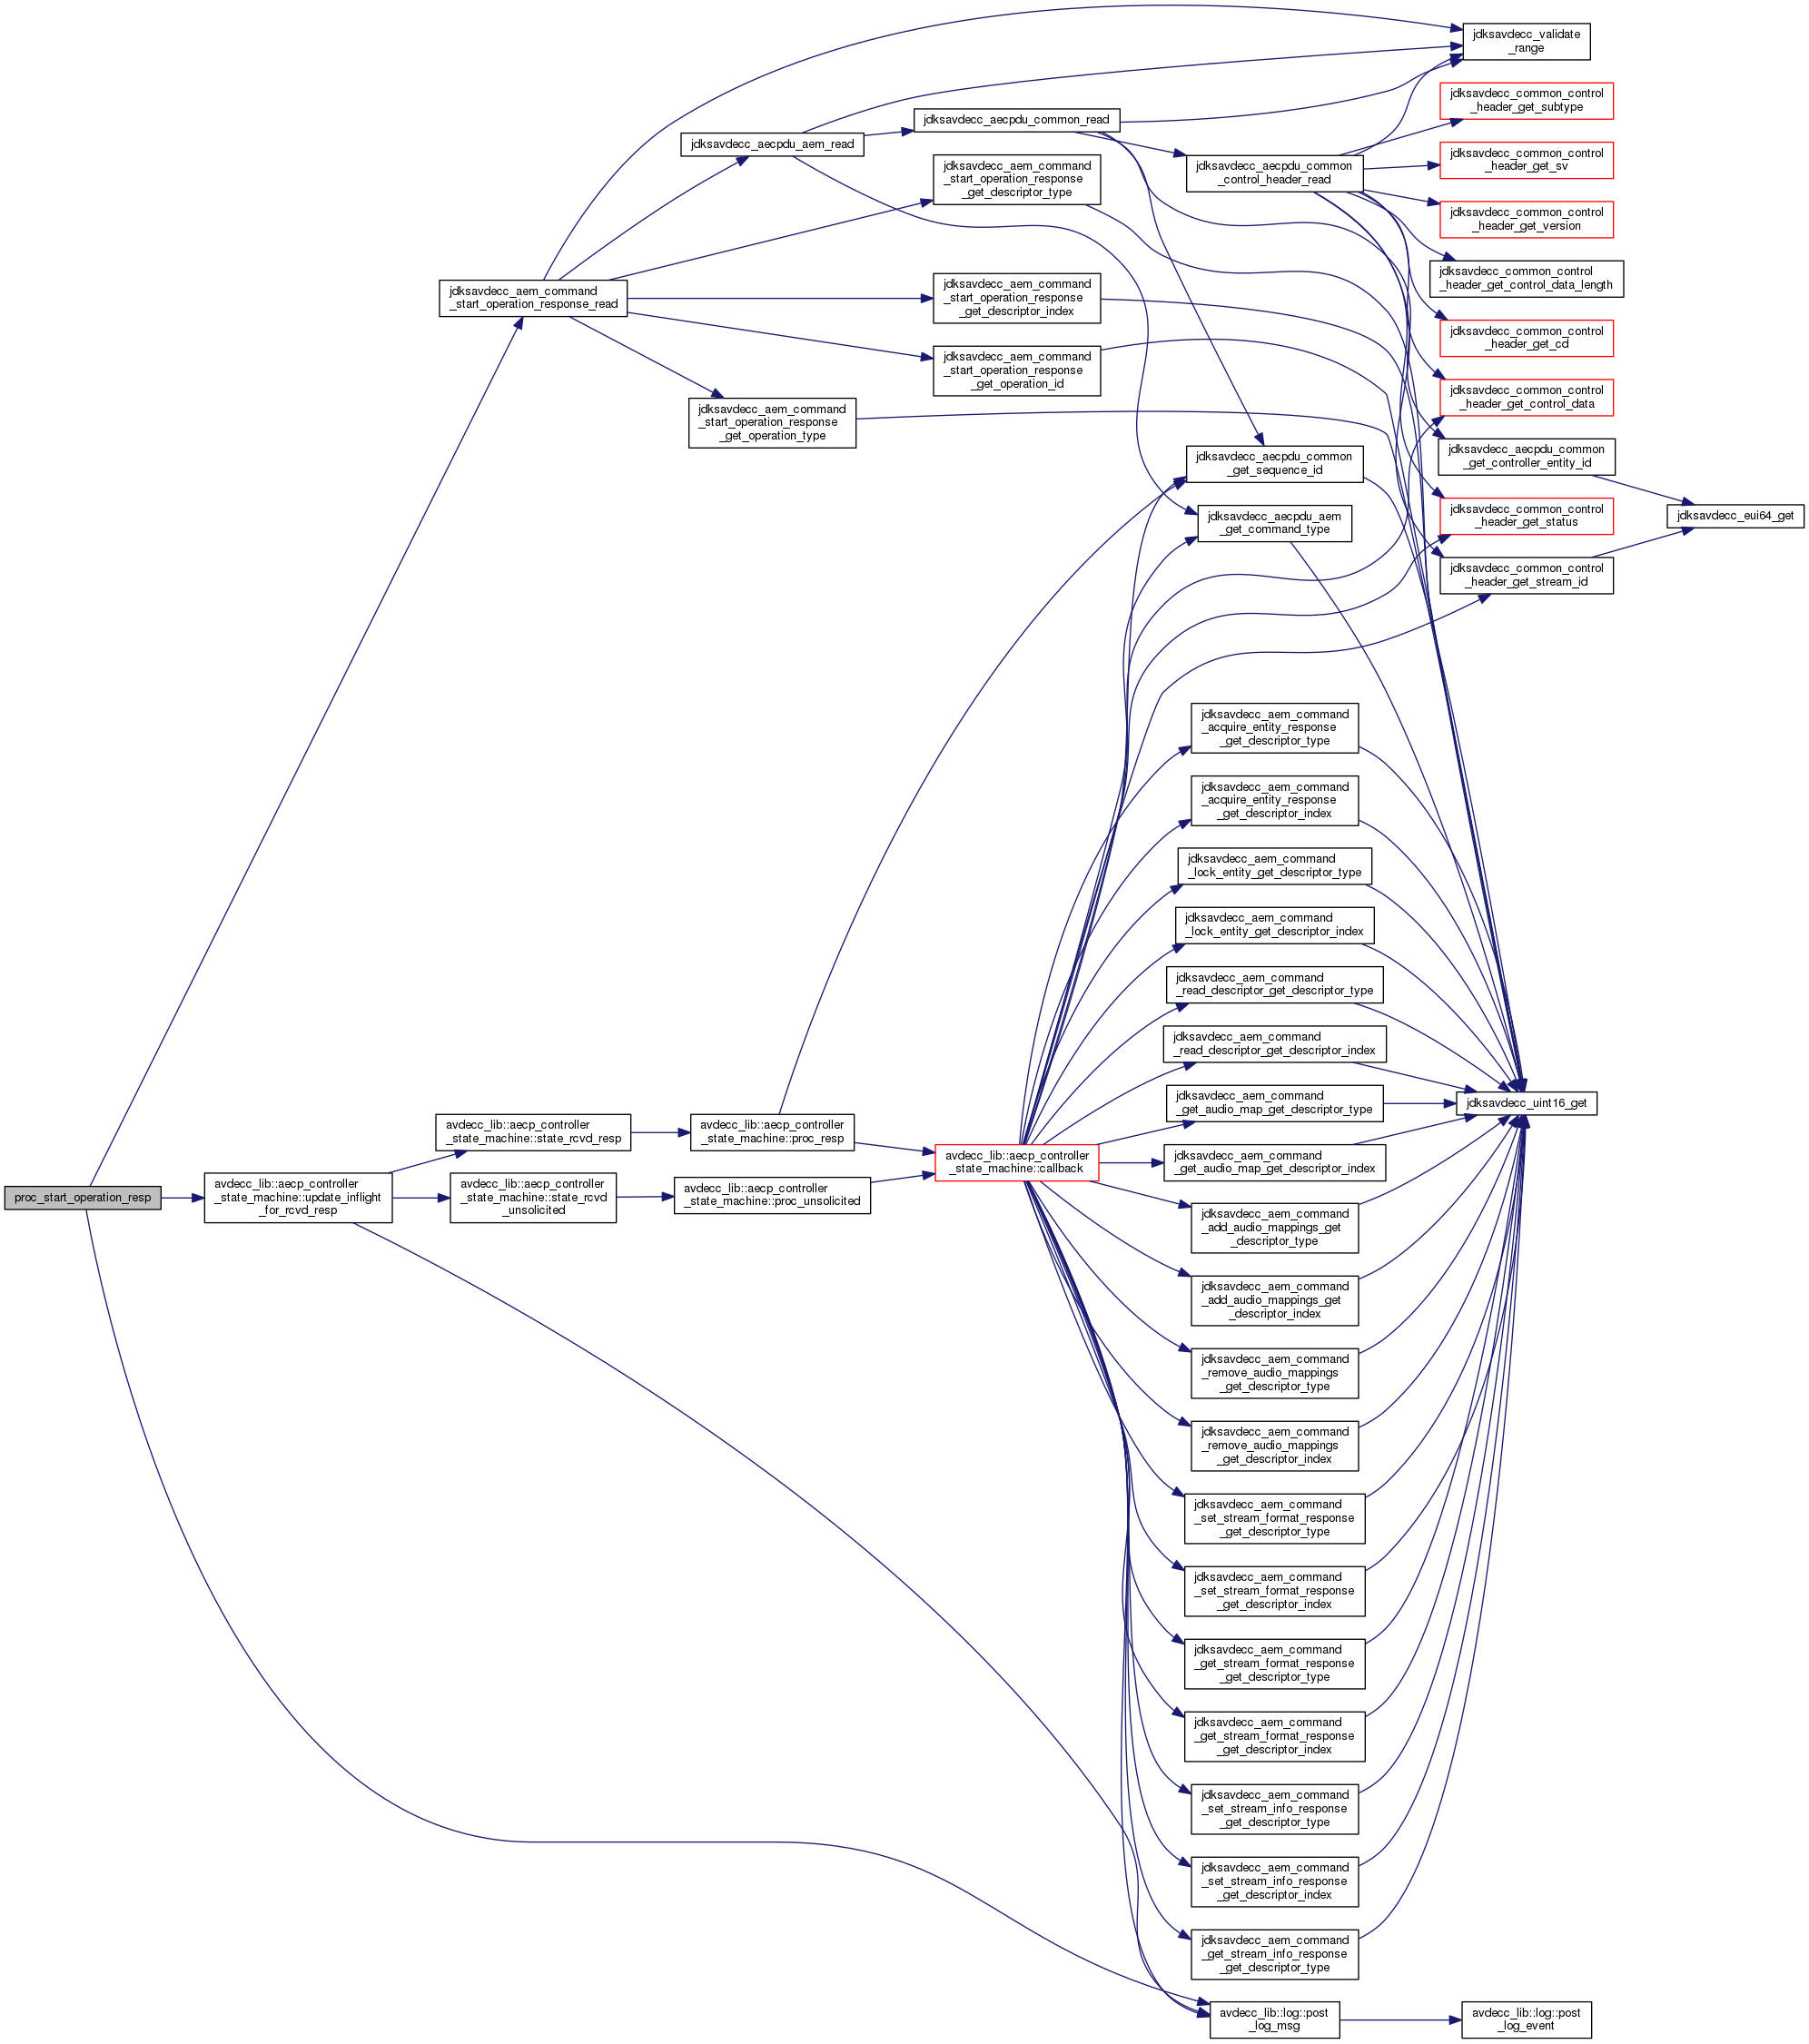 jdksavdecc_validate
_range
jdksavdecc_common_control
_header_get_subtype
jdksavdecc_aecpdu_common_read
jdksavdecc_aecpdu_aem_read
jdksavdecc_aem_command
_start_operation_response
_get_descriptor_type
jdksavdecc_aecpdu_common
_control_header_read
jdksavdecc_common_control
_header_get_sv
jdksavdecc_common_control
_header_get_version
jdksavdecc_common_control
_header_get_control_data_length
jdksavdecc_aem_command
_start_operation_response_read
jdksavdecc_aem_command
_start_operation_response
_get_descriptor_index
jdksavdecc_common_control
_header_get_cd
jdksavdecc_aem_command
_start_operation_response
_get_operation_id
jdksavdecc_common_control
_header_get_control_data
jdksavdecc_aem_command
_start_operation_response
_get_operation_type
jdksavdecc_aecpdu_common
_get_sequence_id
jdksavdecc_aecpdu_common
_get_controller_entity_id
jdksavdecc_aecpdu_aem
_get_command_type
jdksavdecc_common_control
_header_get_status
jdksavdecc_eui64_get
jdksavdecc_common_control
_header_get_stream_id
jdksavdecc_aem_command
_acquire_entity_response
_get_descriptor_type
jdksavdecc_aem_command
_acquire_entity_response
_get_descriptor_index
jdksavdecc_aem_command
_lock_entity_get_descriptor_type
jdksavdecc_aem_command
_lock_entity_get_descriptor_index
jdksavdecc_aem_command
_read_descriptor_get_descriptor_type
jdksavdecc_aem_command
_read_descriptor_get_descriptor_index
jdksavdecc_aem_command
_get_audio_map_get_descriptor_type
jdksavdecc_uint16_get
avdecc_lib::aecp_controller
_state_machine::state_rcvd_resp
avdecc_lib::aecp_controller
_state_machine::proc_resp
avdecc_lib::aecp_controller
_state_machine::callback
jdksavdecc_aem_command
_get_audio_map_get_descriptor_index
proc_start_operation_resp
avdecc_lib::aecp_controller
_state_machine::update_inflight
_for_rcvd_resp
avdecc_lib::aecp_controller
_state_machine::state_rcvd
_unsolicited
avdecc_lib::aecp_controller
_state_machine::proc_unsolicited
jdksavdecc_aem_command
_add_audio_mappings_get
_descriptor_type
jdksavdecc_aem_command
_add_audio_mappings_get
_descriptor_index
jdksavdecc_aem_command
_remove_audio_mappings
_get_descriptor_type
jdksavdecc_aem_command
_remove_audio_mappings
_get_descriptor_index
jdksavdecc_aem_command
_set_stream_format_response
_get_descriptor_type
jdksavdecc_aem_command
_set_stream_format_response
_get_descriptor_index
jdksavdecc_aem_command
_get_stream_format_response
_get_descriptor_type
jdksavdecc_aem_command
_get_stream_format_response
_get_descriptor_index
jdksavdecc_aem_command
_set_stream_info_response
_get_descriptor_type
jdksavdecc_aem_command
_set_stream_info_response
_get_descriptor_index
jdksavdecc_aem_command
_get_stream_info_response
_get_descriptor_type
avdecc_lib::log::post
_log_msg
avdecc_lib::log::post
_log_event